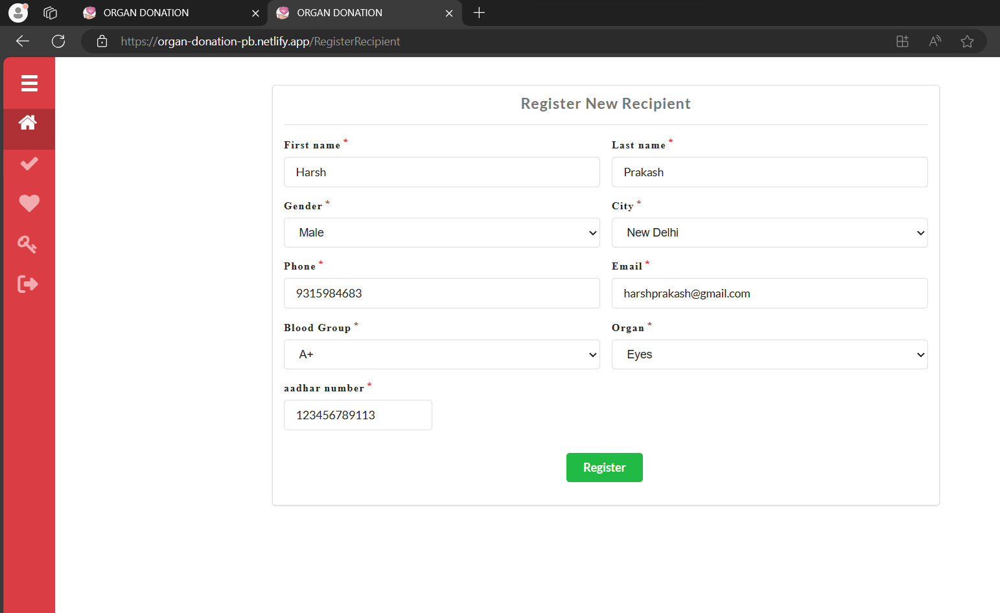 ORGAN DONATION
ORGAN DONATION
https://organ-donation-pb.netlify.app/RegisterRecipient
Register New Recipient
First name *
Last name *
Harsh
Prakash
Gender *
City *
Male
New Delhi
Phone *
Email *
9315984683
harshprakash@gmail.com
Blood Group *
Organ *
A+
Eyes
aadhar number *
123456789113
Register